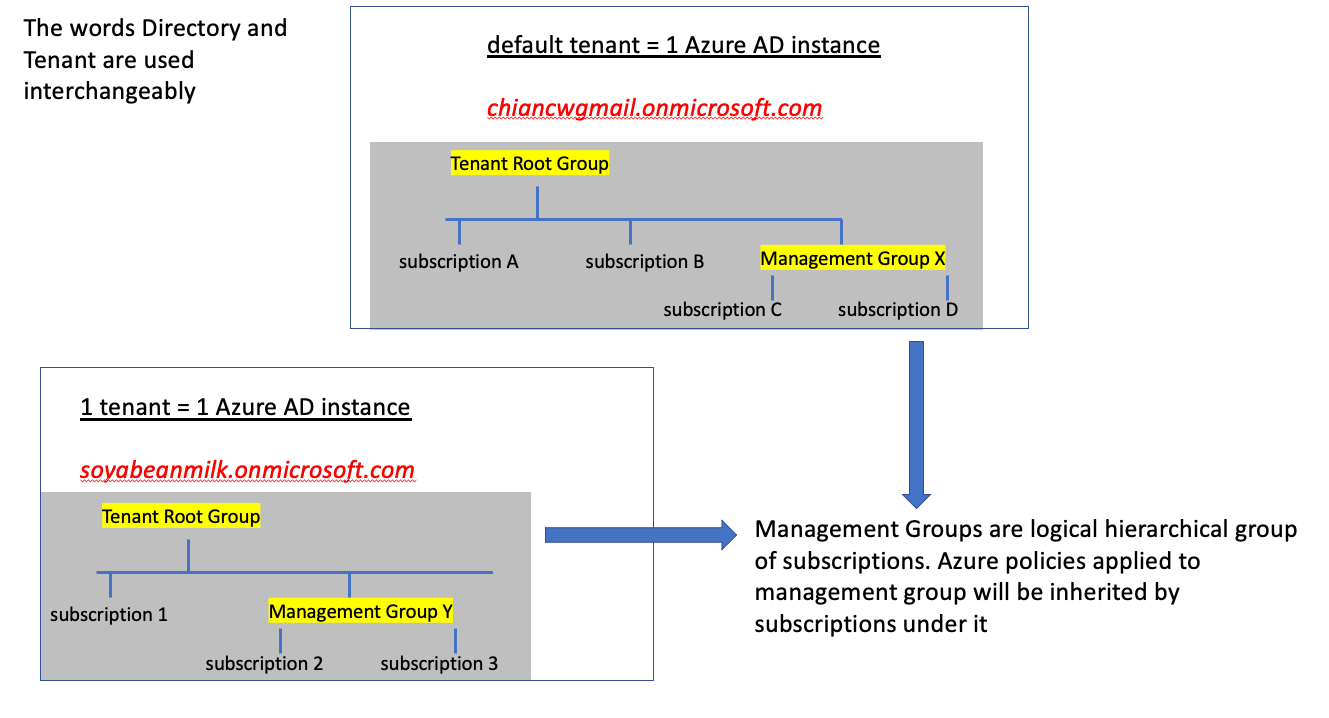 The words Directory and
Tenant are used
interchangeably
default tenant = 1 Azure AD instance
chiancwgmail.onmicrosoft.com
Tenant Root Group
subscription A
subscription B
Management Group X
subscription C
subscription D
1 tenant = 1 Azure AD instance
soyabeanmilk.onmicrosoft.com
Tenant Root Group
subscription 1
Management Group Y
subscription 2
subscription 3
Management Groups are logical hierarchical group
of subscriptions. Azure policies applied to
management group will be inherited by
subscriptions under it